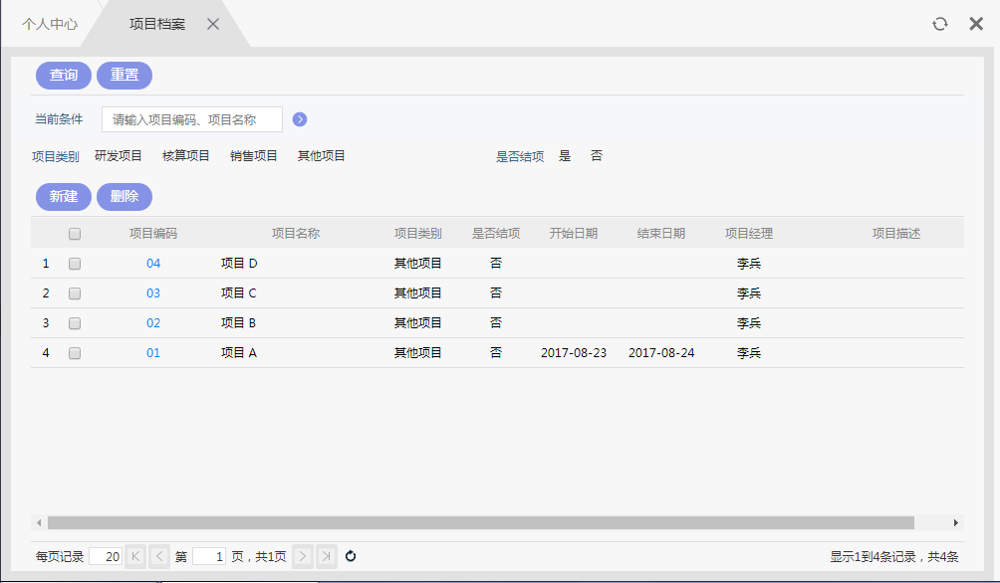 个人中心 项目档案
查询 重置
当前条件 请输入项目编码、项目名称
项目类别 研发项目 核算项目 销售项目 其他项目 是否结项 是 否
新建 删除
项目编码 项目名称 项目类别 是否结项 开始日期 结束日期 项目经理 项目描述
1 04 项目 D 其他项目 否 李兵
2 03 项目 C 其他项目 否 李兵
3 02 项目 B 其他项目 否 李兵
4 01 项目 A 其他项目 否 2017-08-23 2017-08-24 李兵
每页记录 20 第 1 页，共1页 显示1到4条记录，共4条